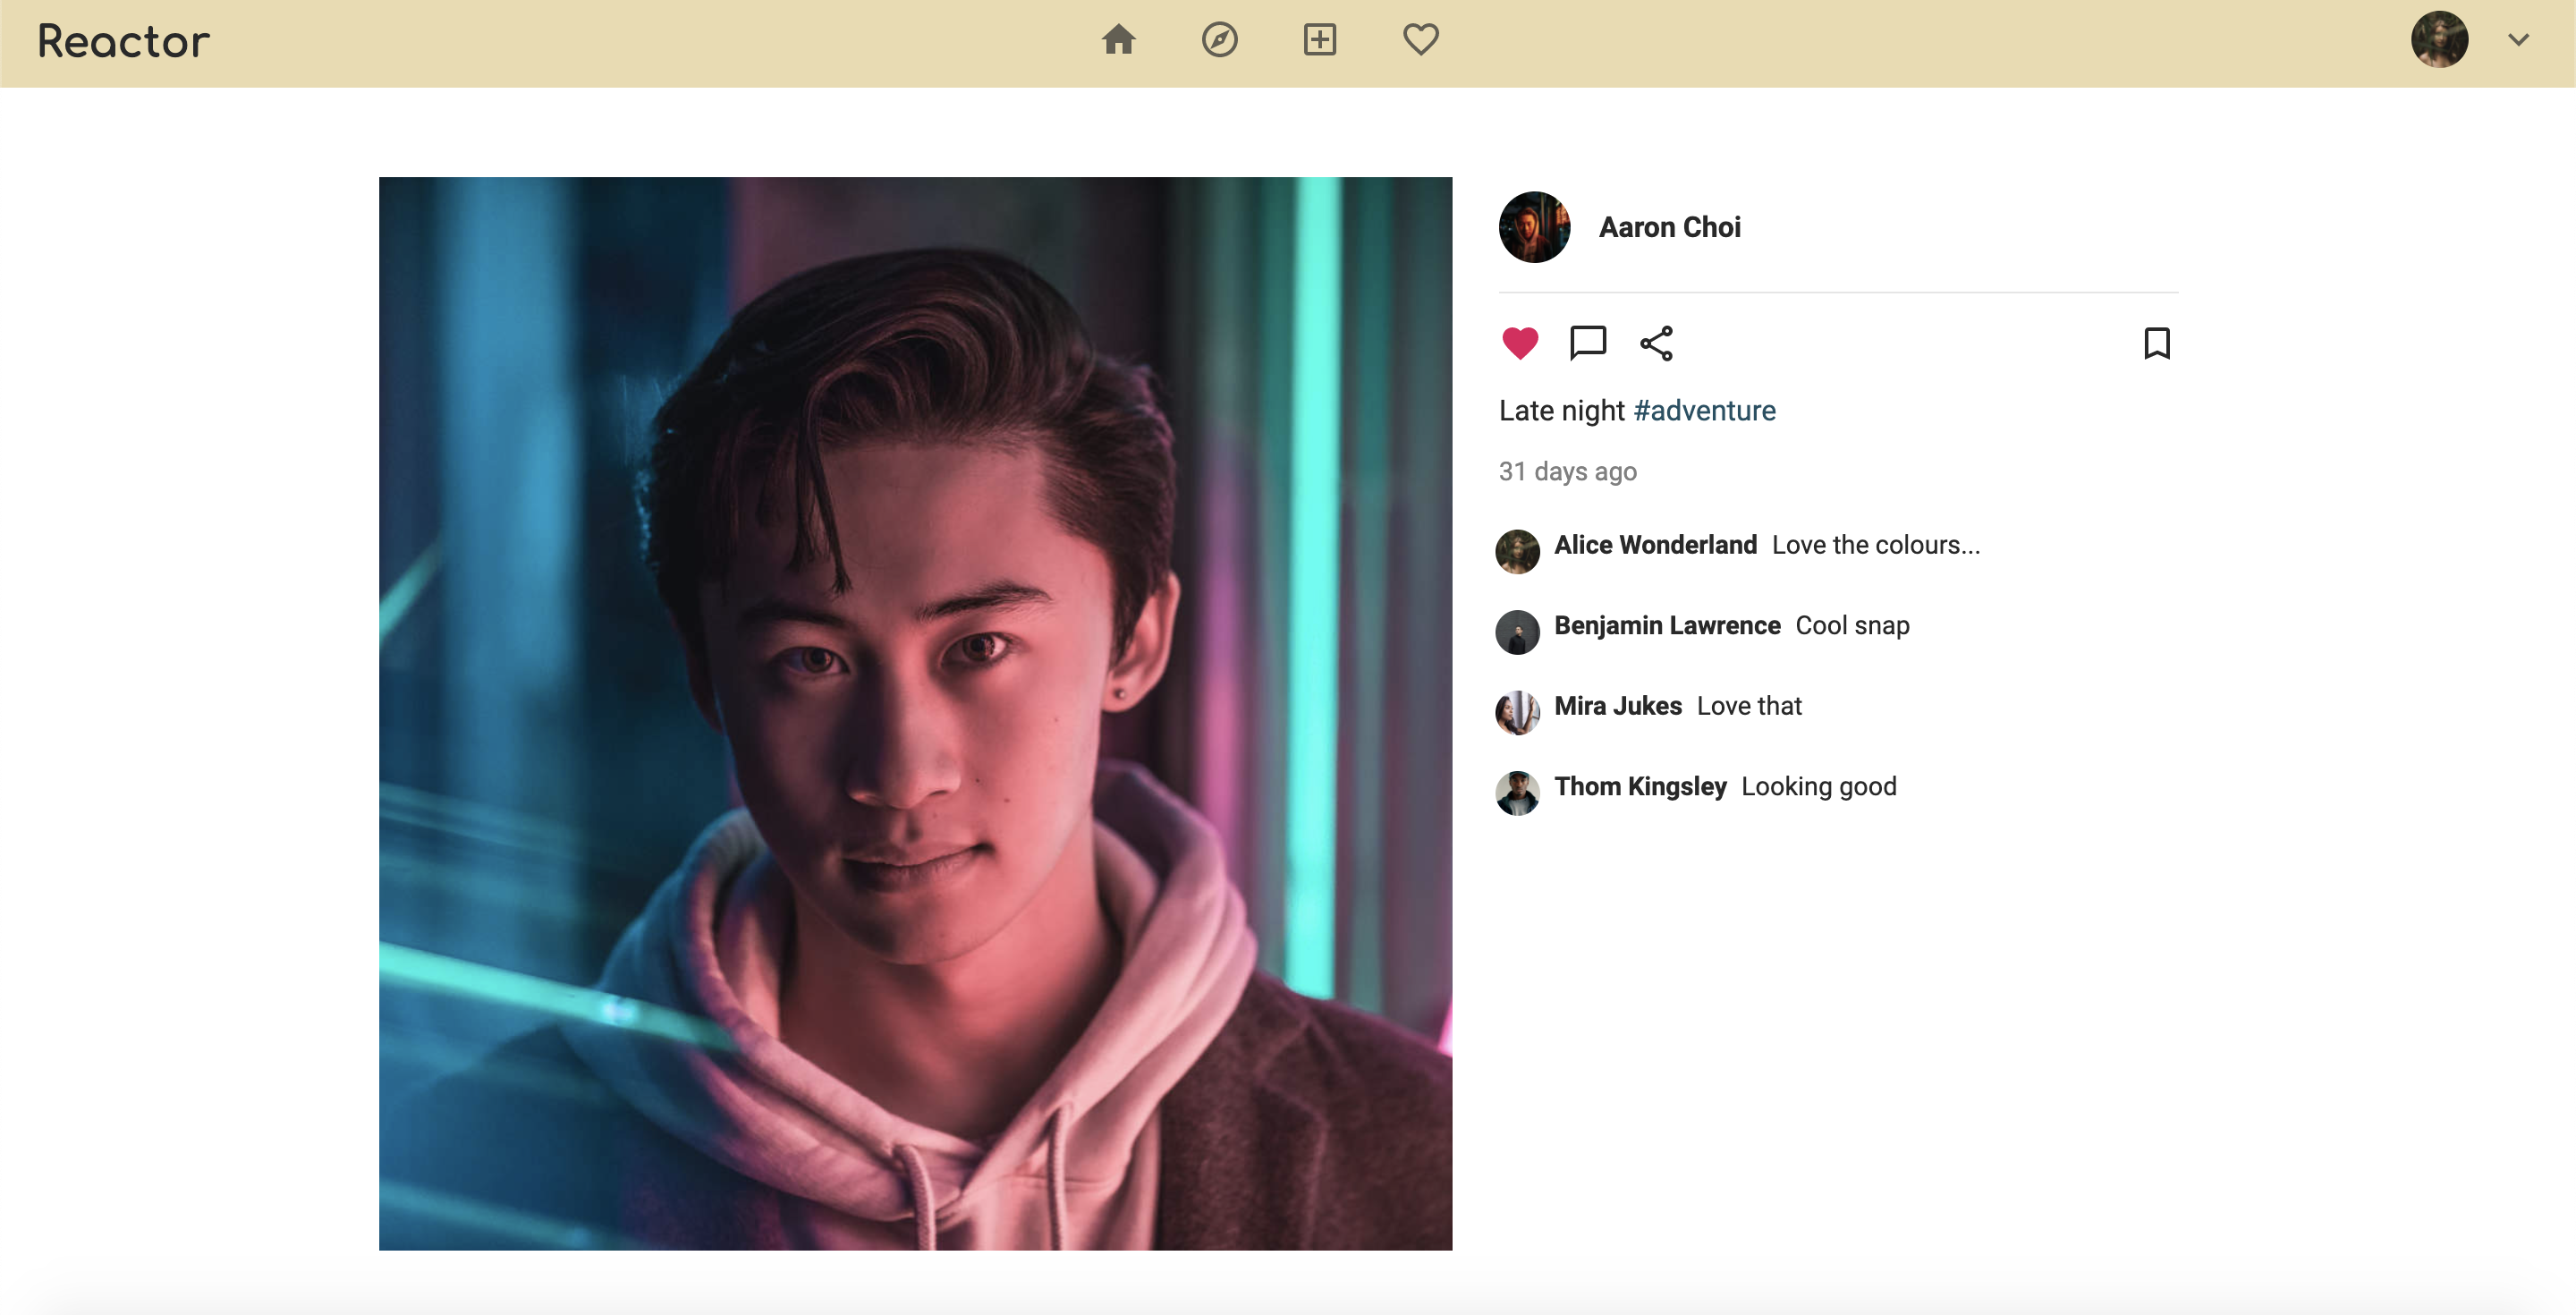 Reactor
Aaron Choi
Late night #adventure
31 days ago
Alice Wonderland Love the colours...
Benjamin Lawrence Cool snap
Mira Jukes Love that
Thom Kingsley Looking good